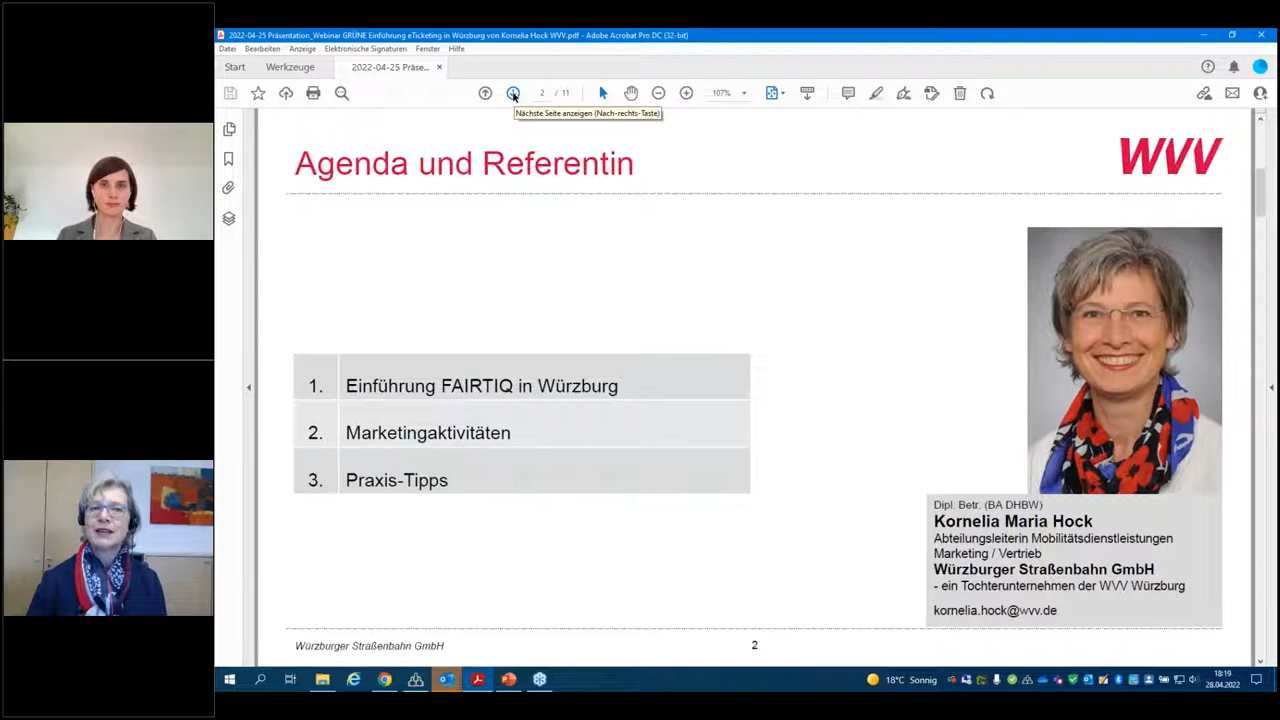 2022-04-25 Präsentation_Webinar GRÜNE Einführung eTicketing in Würzburg von Kornelia Hock WVV.pdf - Adobe Acrobat Pro DC (32-bit)
Datei Bearbeiten Anzeige Elektronische Signaturen Fenster Hilfe
Start Werkzeuge 2022-04-25 Präse... ×
2 / 11 107%
Nächste Seite anzeigen (Nach-rechts-Taste)
Agenda und Referentin
WVV
1. Einführung FAIRTIQ in Würzburg
2. Marketingaktivitäten
3. Praxis-Tipps
Dipl. Betr. (BA DHBW)
Kornelia Maria Hock
Abteilungsleiterin Mobilitätsdienstleistungen
Marketing / Vertrieb
Würzburger Straßenbahn GmbH
- ein Tochterunternehmen der WVV Würzburg
kornelia.hock@wvv.de
Würzburger Straßenbahn GmbH
2
18°C Sonnig
18:19
28.04.2022